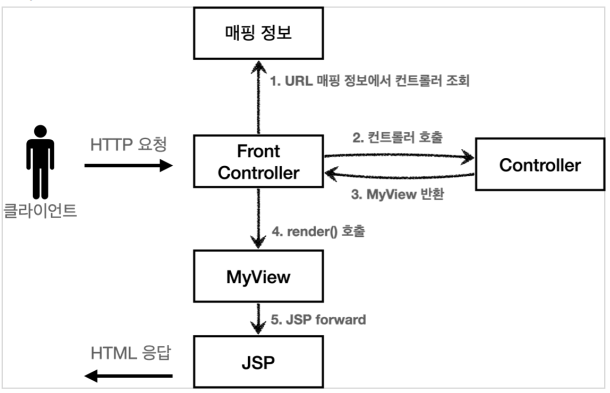 매핑 정보
1. URL 매핑 정보에서 컨트롤러 조회
HTTP 요청
Front
Controller
2. 컨트롤러 호출
Controller
3. MyView 반환
클라이언트
4. render() 호출
MyView
5. JSP forward
HTML 응답
JSP